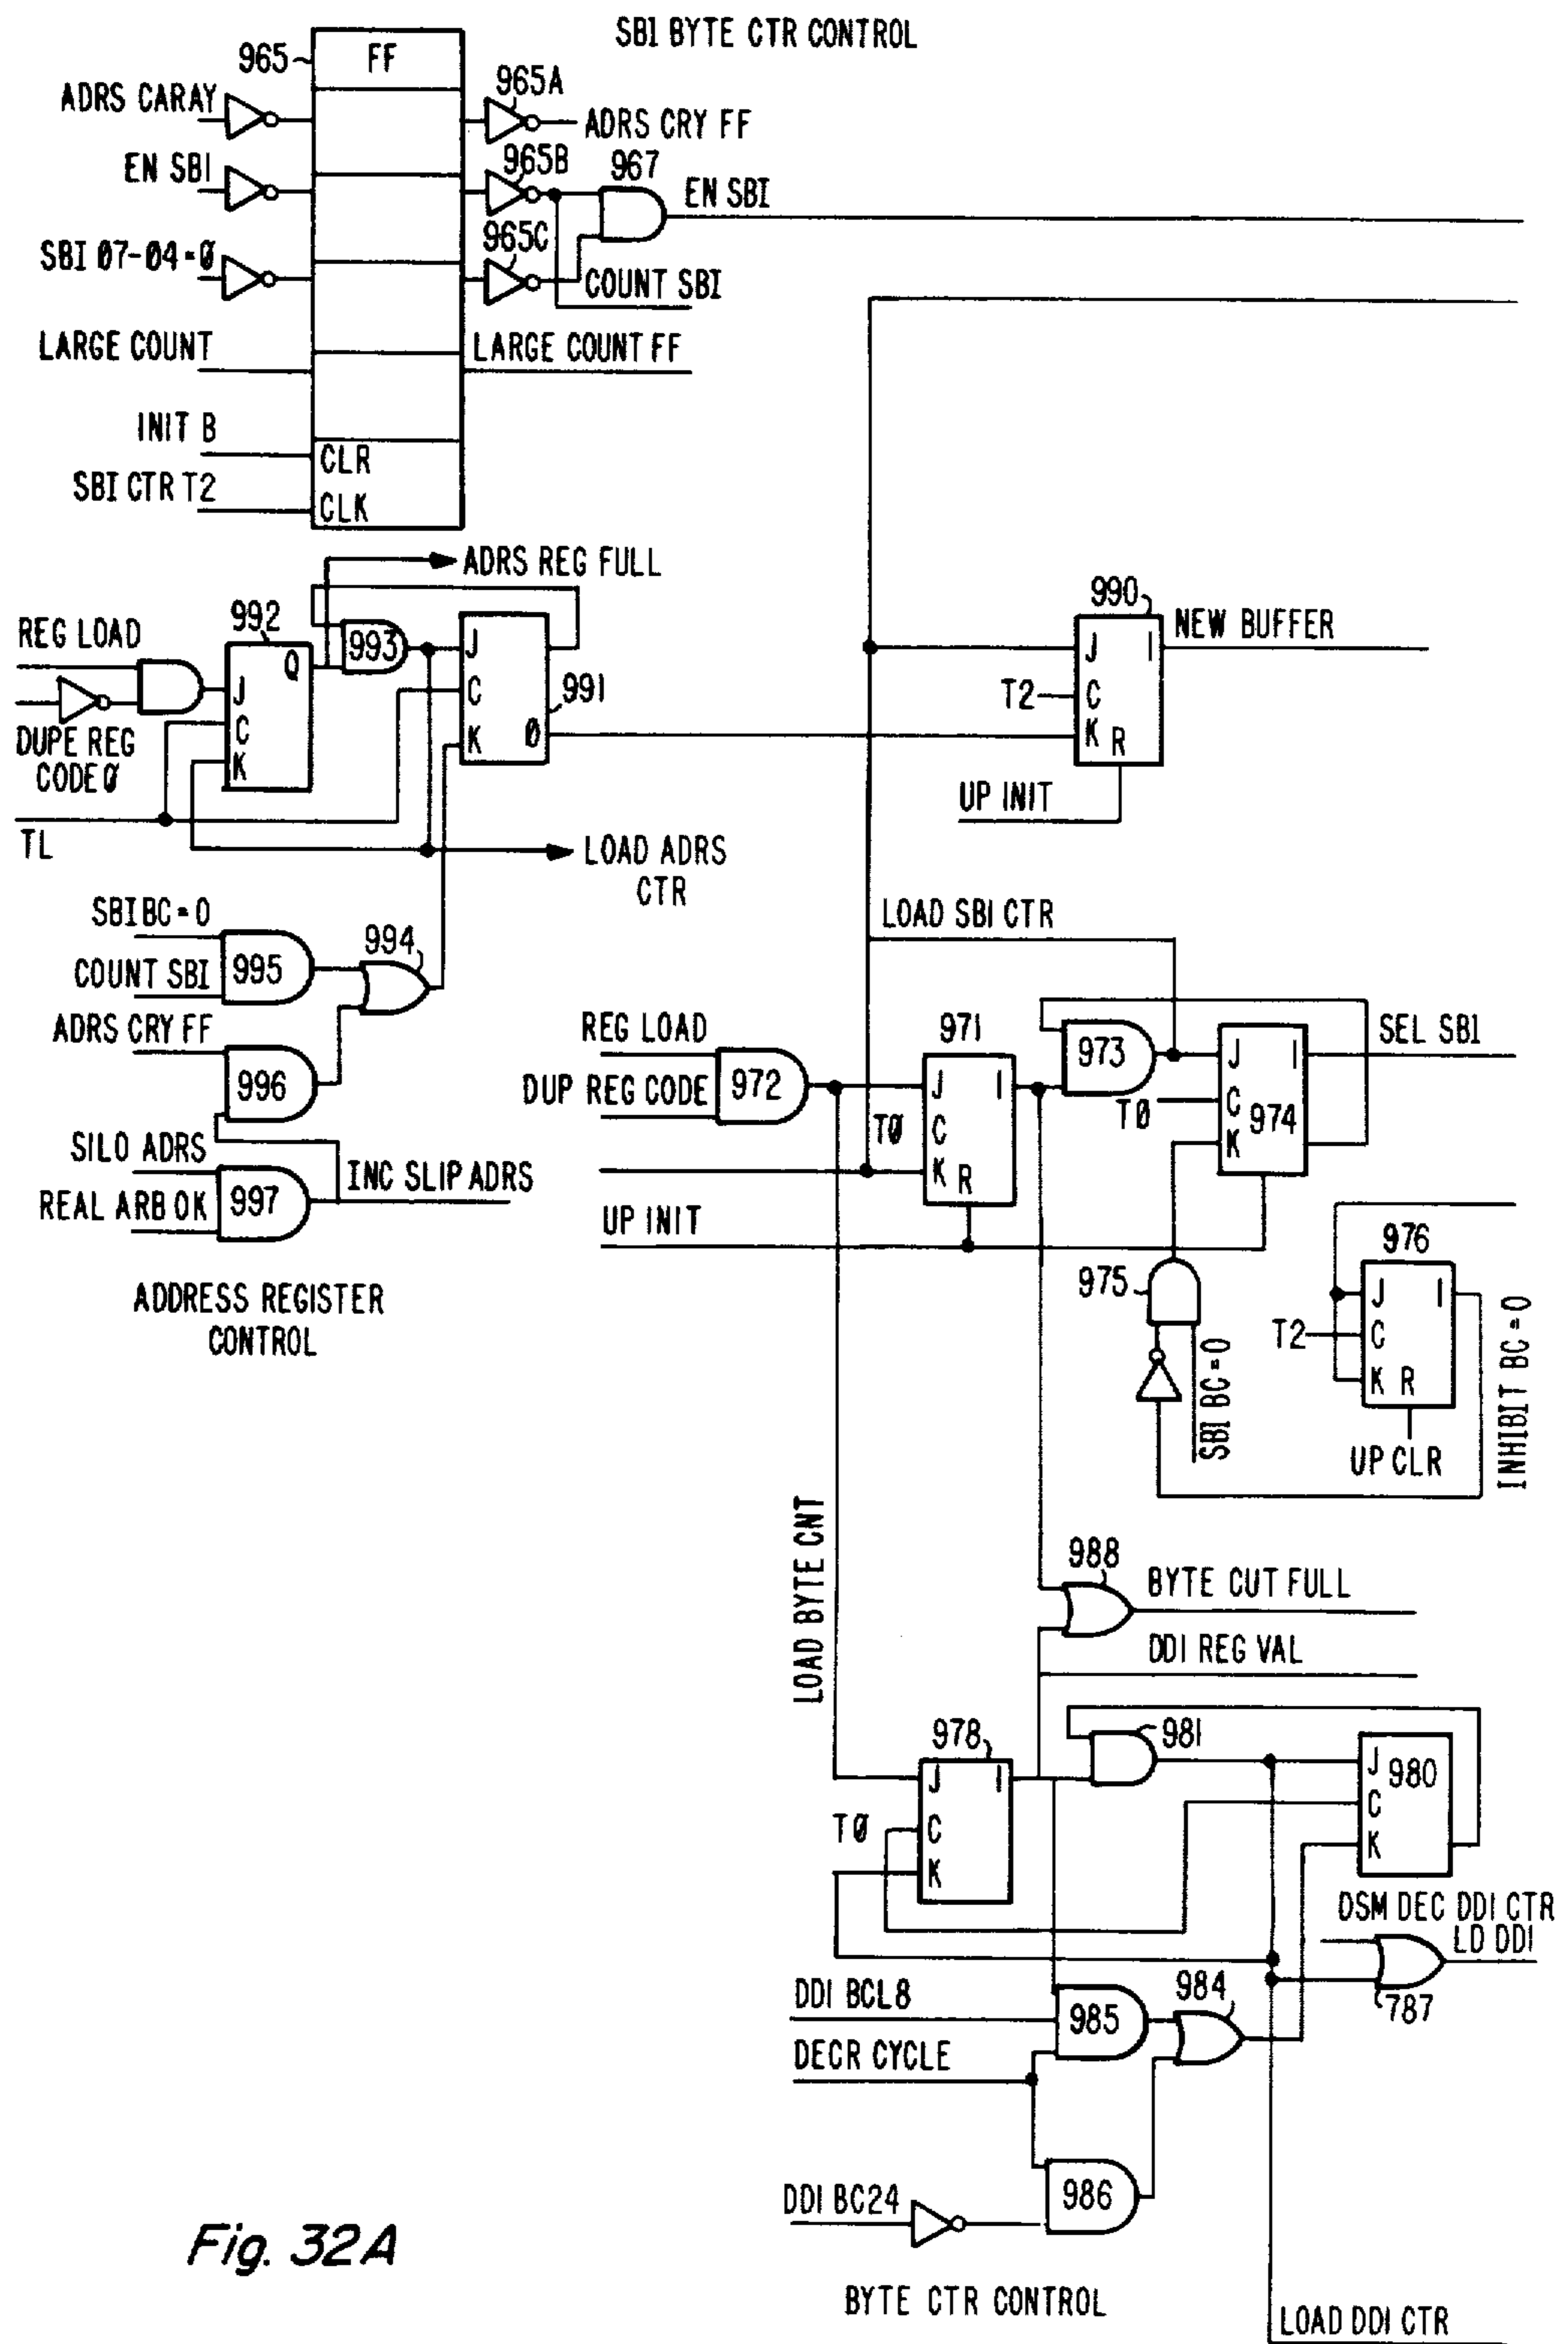 SBI BYTE CTR CONTROL
965
FF
ADRS CARAY
965A
ADRS CRY FF
EN SBI
965B
967
EN SBI
SBI 07-04=0
965C
COUNT SBI
LARGE COUNT
LARGE COUNT FF
INIT B
CLR
SBI CTR T2
CLK
ADRS REG FULL
REG LOAD
992
Q
993
J
C
K
0
991
J
C
K
DUPE REG
CODE 0
TL
LOAD ADRS
CTR
990
J
I
C
K
R
T2
NEW BUFFER
UP INIT
SBI BC=0
COUNT SBI
995
994
ADRS CRY FF
996
SILO ADRS
REAL ARB OK
997
INC SLIP ADRS
ADDRESS REGISTER
CONTROL
LOAD SBI CTR
REG LOAD
DUP REG CODE
972
971
J
I
T0
C
K
R
973
J
I
T0
C
974
K
SEL SBI
UP INIT
975
976
J
I
T2
C
K
R
UP CLR
SBI BC=0
INHIBIT BC=0
LOAD BYTE CNT
988
BYTE CUT FULL
DDI REG VAL
978
J
I
T0
C
K
981
J
980
C
K
DSM DEC DDI CTR
LD DDI
787
DDI BCL8
985
984
DECR CYCLE
986
DDI BC24
BYTE CTR CONTROL
LOAD DDI CTR
Fig. 32A